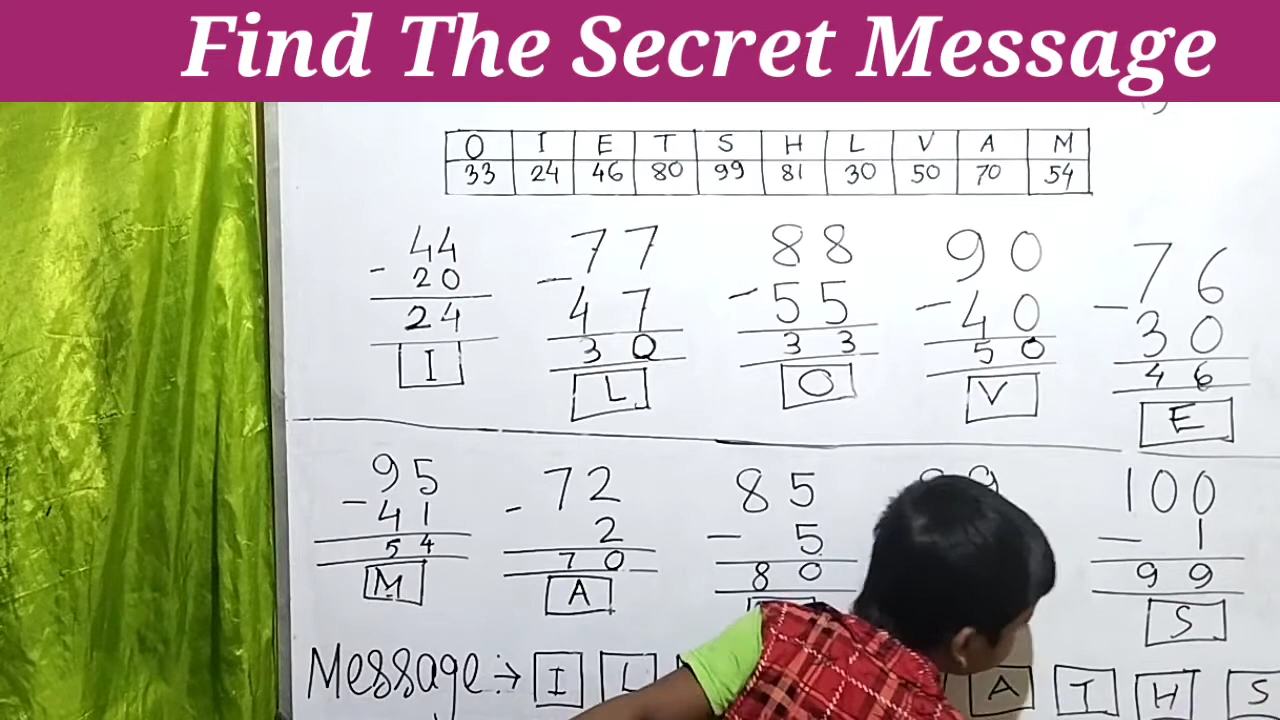 Find The Secret Message
O I E T S H L V A M
33 24 46 80 99 81 30 50 70 54
44 77 88 90 76
- 20 - 47 - 55 - 40 - 30
24 30 33 50 46
I L O V E
95 72 85 100
- 41 - 2 - 5 - 1
54 70 80 99
M A S
Message :→ I L A T H S